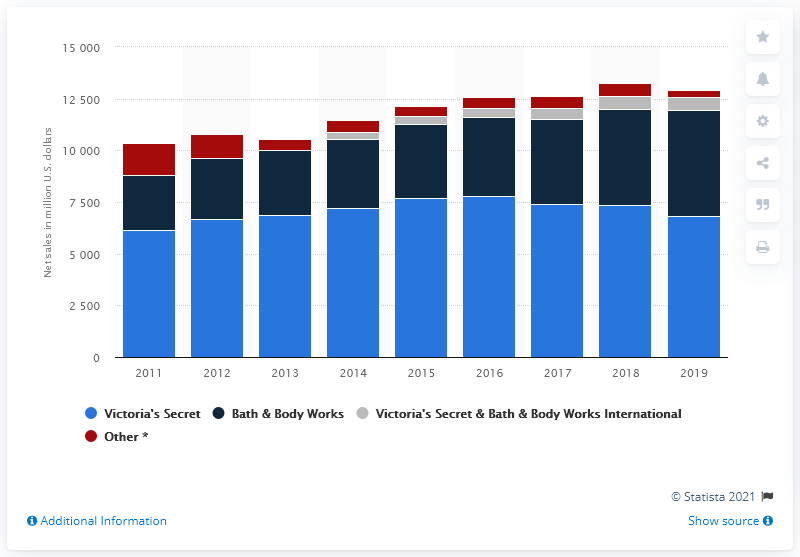 15 000
12 500
10 000
7 500
5 000
2 500
0
Net sales in million U.S. dollars
2011 2012 2013 2014 2015 2016 2017 2018 2019
Victoria's Secret Bath & Body Works Victoria's Secret & Bath & Body Works International
Other *
© Statista 2021
Additional Information Show source